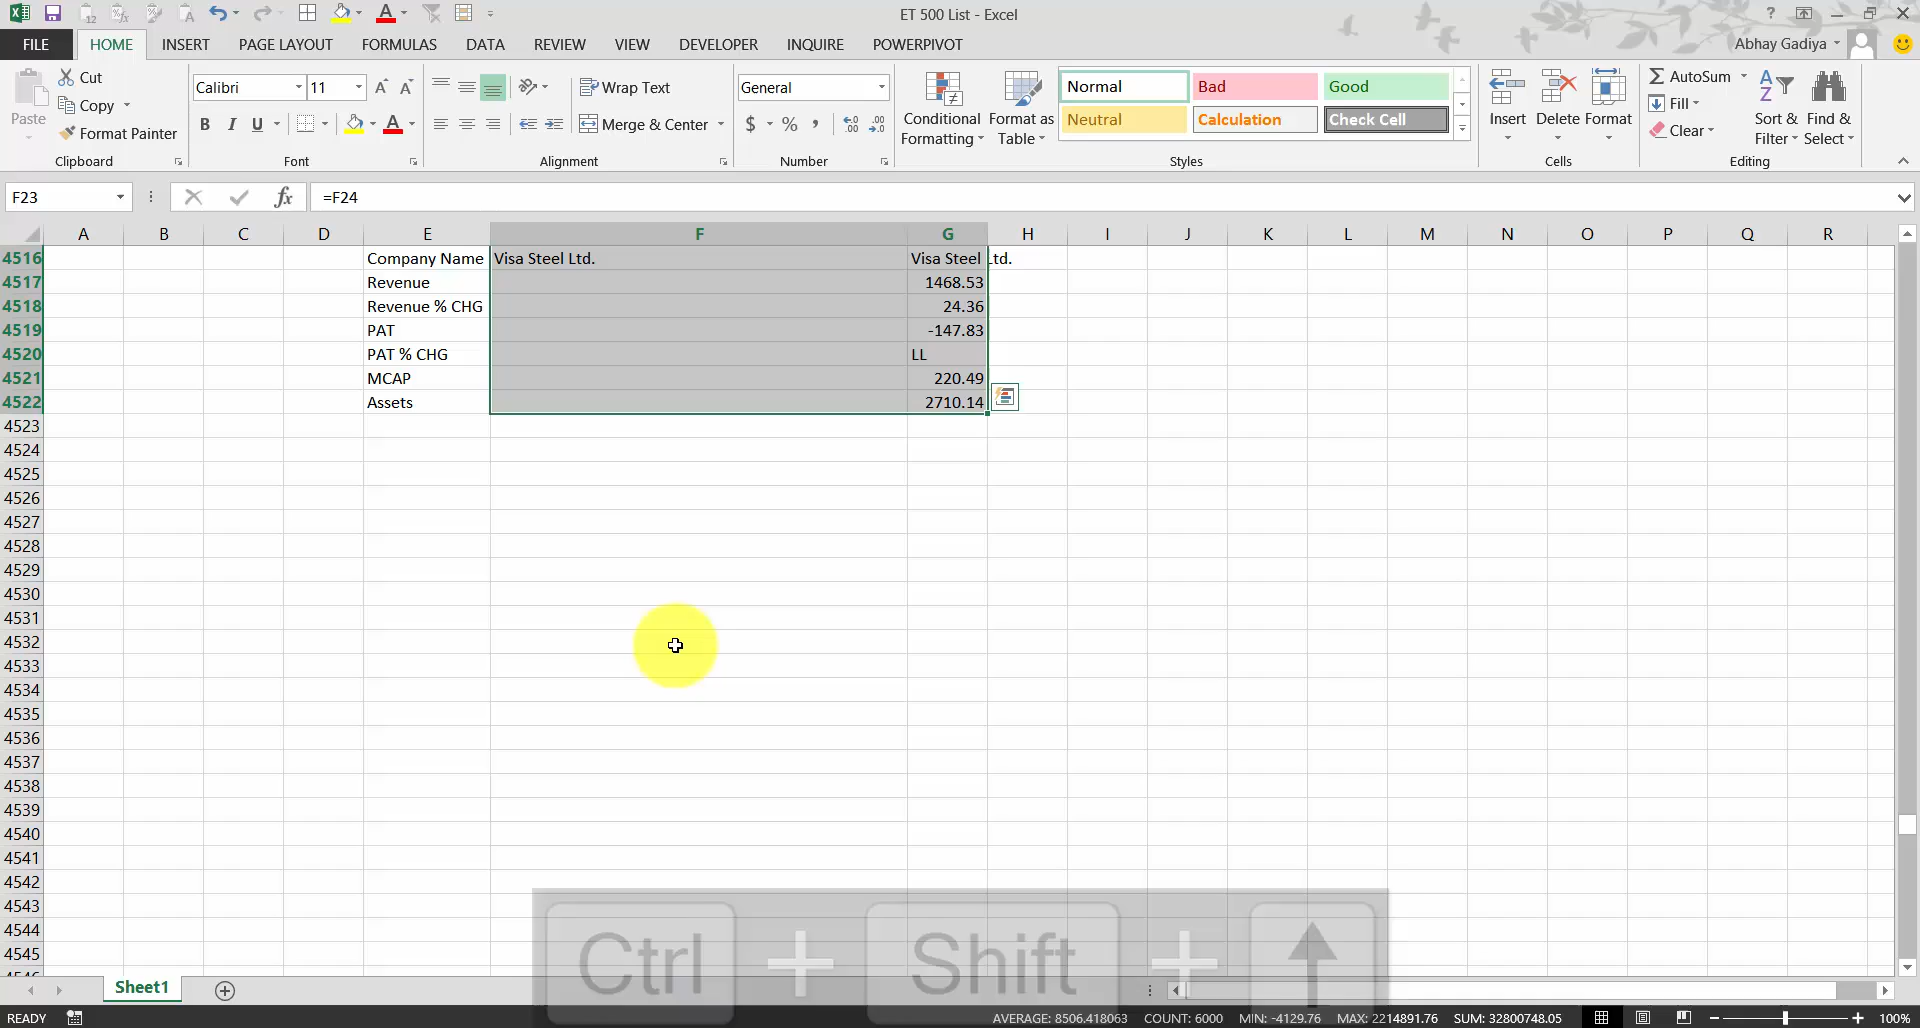 ET 500 List - Excel
FILE HOME INSERT PAGE LAYOUT FORMULAS DATA REVIEW VIEW DEVELOPER INQUIRE POWERPIVOT Abhay Gadiya
Paste
Cut
Copy
Format Painter
Clipboard
Calibri 11
B I U
Font
Wrap Text
Merge & Center
Alignment
General
$ % ,
Number
Conditional Formatting
Format as Table
Normal Bad Good
Neutral Calculation Check Cell
Styles
Insert Delete Format
Cells
AutoSum
Fill
Clear
Sort & Filter
Find & Select
Editing
F23 fx =F24
A B C D E F G H I J K L M N O P Q R
4516 Company Name Visa Steel Ltd. Visa Steel Ltd.
4517 Revenue 1468.53
4518 Revenue % CHG 24.36
4519 PAT -147.83
4520 PAT % CHG LL
4521 MCAP 220.49
4522 Assets 2710.14
4523
4524
4525
4526
4527
4528
4529
4530
4531
4532
4533
4534
4535
4536
4537
4538
4539
4540
4541
4542
4543
4544
4545
Ctrl + Shift + ↑
Sheet1
READY AVERAGE: 8506.418063 COUNT: 6000 MIN: -4129.76 MAX: 2214891.76 SUM: 32800748.05 100%